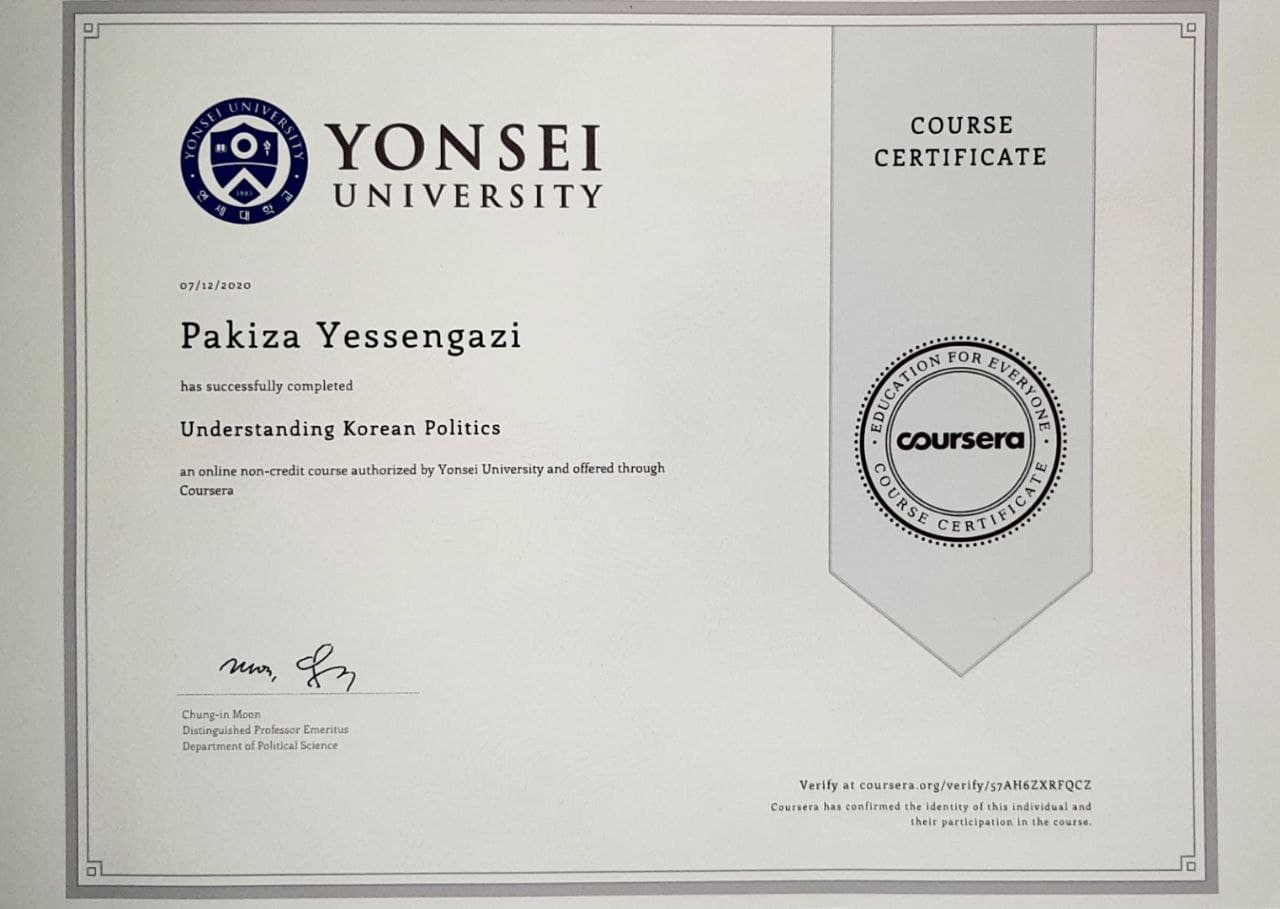 YONSEI UNIVERSITY
1885
연세대학교
YONSEI
UNIVERSITY
COURSE
CERTIFICATE
07/12/2020
Pakiza Yessengazi
has successfully completed
Understanding Korean Politics
an online non-credit course authorized by Yonsei University and offered through
Coursera
EDUCATION FOR EVERYONE
coursera
COURSE CERTIFICATE
Moon,
Chung-in Moon
Distinguished Professor Emeritus
Department of Political Science
Verify at coursera.org/verify/57AH6ZXRFQCZ
Coursera has confirmed the identity of this individual and
their participation in the course.